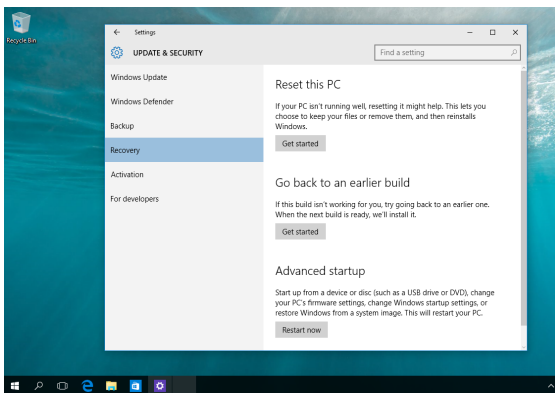 Recycle Bin
Settings
UPDATE & SECURITY
Find a setting
Windows Update
Windows Defender
Backup
Recovery
Activation
For developers
Reset this PC
If your PC isn't running well, resetting it might help. This lets you
choose to keep your files or remove them, and then reinstalls
Windows.
Get started
Go back to an earlier build
If this build isn't working for you, try going back to an earlier one.
When the next build is ready, we'll install it.
Get started
Advanced startup
Start up from a device or disc (such as a USB drive or DVD), change
your PC's firmware settings, change Windows startup settings, or
restore Windows from a system image. This will restart your PC.
Restart now